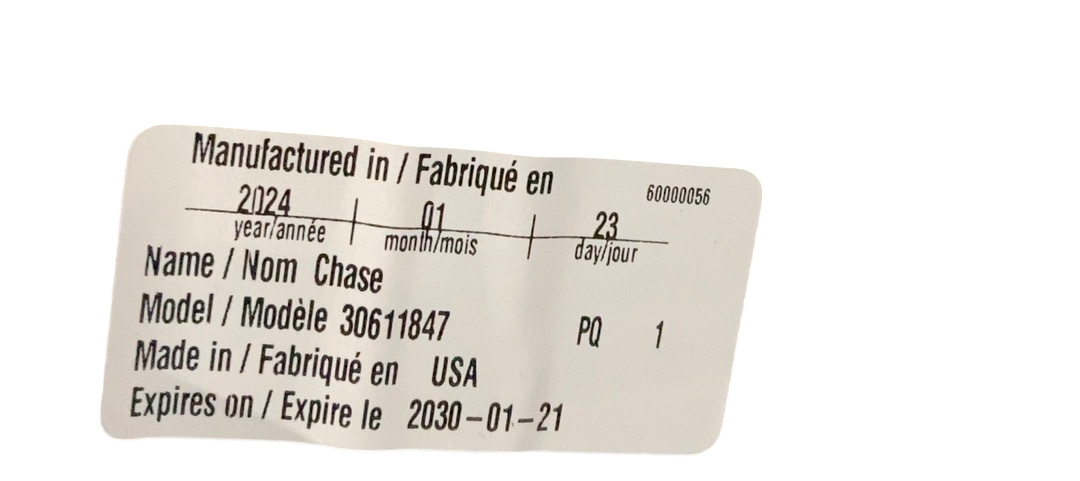 Manufactured in / Fabriqué en
60000056
2024 | 01 | 23
year/année month/mois day/jour
Name / Nom Chase
Model / Modèle 30611847 PQ 1
Made in / Fabriqué en USA
Expires on / Expire le 2030-01-21